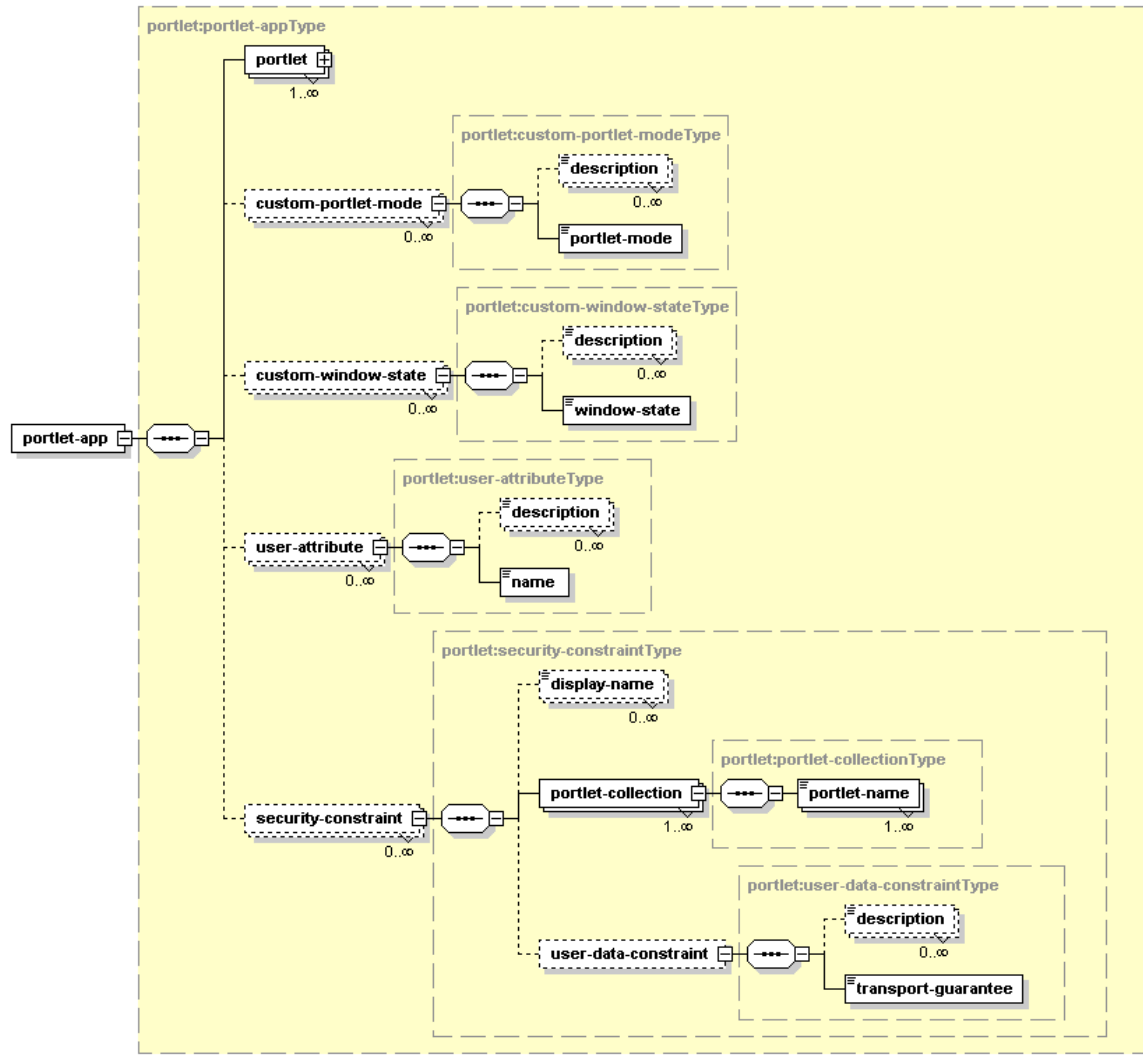 portlet:portlet-appType
portlet
1..∞
portlet:custom-portlet-modeType
description
0..∞
custom-portlet-mode
0..∞
portlet-mode
portlet:custom-window-stateType
description
0..∞
custom-window-state
0..∞
window-state
portlet-app
portlet:user-attributeType
description
0..∞
user-attribute
0..∞
name
portlet:security-constraintType
display-name
0..∞
portlet:portlet-collectionType
portlet-collection
1..∞
portlet-name
1..∞
security-constraint
0..∞
portlet:user-data-constraintType
description
0..∞
user-data-constraint
transport-guarantee